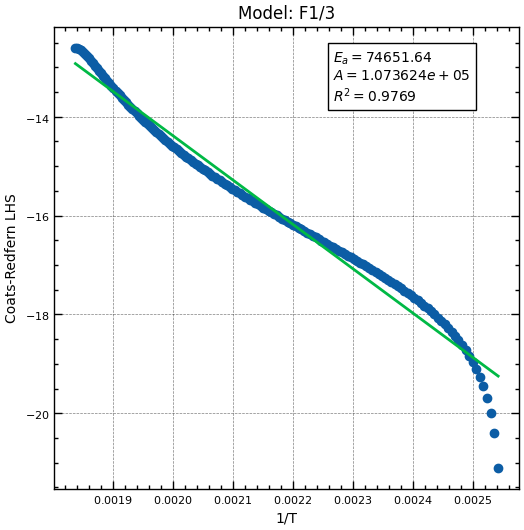 Model: F1/3
E_a = 74651.64
A = 1.073624e + 05
R² = 0.9769
−14
−16
−18
−20
Coats-Redfern LHS
0.0019 0.0020 0.0021 0.0022 0.0023 0.0024 0.0025
1/T